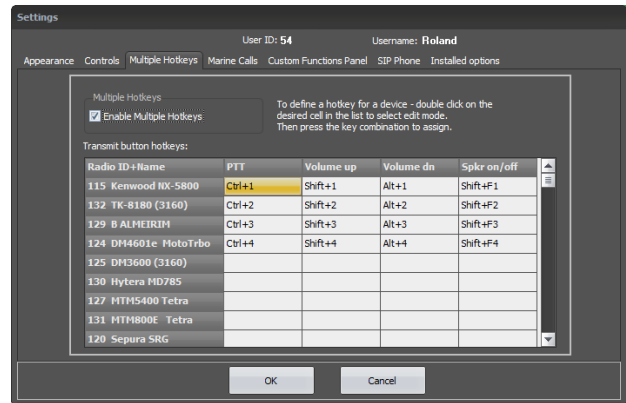 Settings
User ID: 54 Username: Roland
Appearance Controls Multiple Hotkeys Marine Calls Custom Functions Panel SIP Phone Installed options
Multiple Hotkeys
Enable Multiple Hotkeys
To define a hotkey for a device - double click on the
desired cell in the list to select edit mode.
Then press the key combination to assign.
Transmit button hotkeys:
Radio ID+Name PTT Volume up Volume dn Spkr on/off
115 Kenwood NX-5800 Ctrl+1 Shift+1 Alt+1 Shift+F1
132 TK-8180 (3160) Ctrl+2 Shift+2 Alt+2 Shift+F2
129 B ALMEIRIM Ctrl+3 Shift+3 Alt+3 Shift+F3
124 DM4601e MotoTrbo Ctrl+4 Shift+4 Alt+4 Shift+F4
125 DM3600 (3160)
130 Hytera MD785
127 MTM5400 Tetra
131 MTM800E Tetra
120 Sepura SRG
OK Cancel